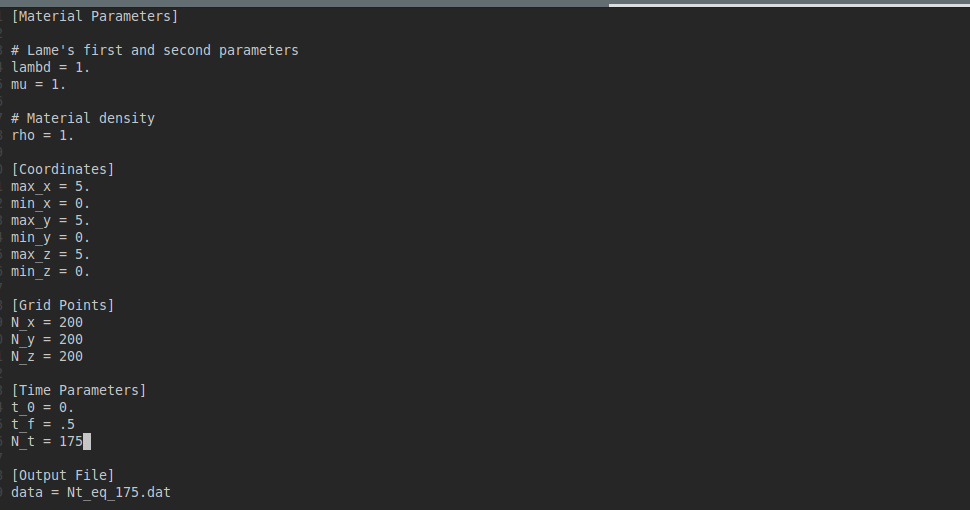 [Material Parameters]
# Lame's first and second parameters
lambd = 1.
mu = 1.
# Material density
rho = 1.
[Coordinates]
max_x = 5.
min_x = 0.
max_y = 5.
min_y = 0.
max_z = 5.
min_z = 0.
[Grid Points]
N_x = 200
N_y = 200
N_z = 200
[Time Parameters]
t_0 = 0.
t_f = .5
N_t = 175
[Output File]
data = Nt_eq_175.dat